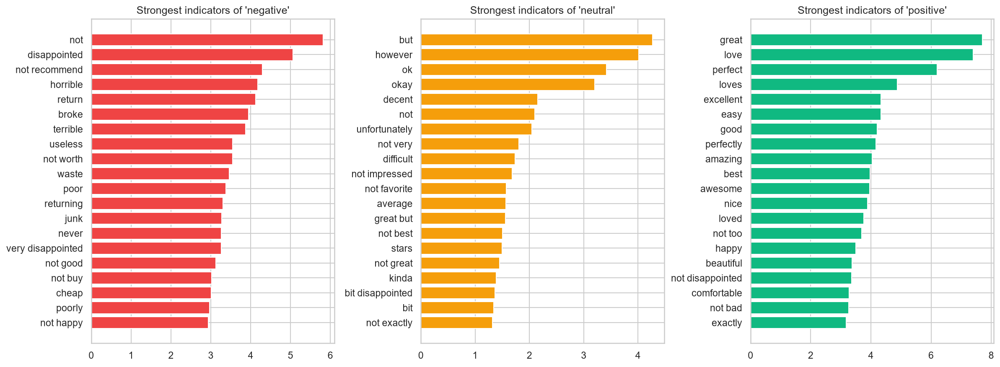 Strongest indicators of 'negative'
not
disappointed
not recommend
horrible
return
broke
terrible
useless
not worth
waste
poor
returning
junk
never
very disappointed
not good
not buy
cheap
poorly
not happy
0 1 2 3 4 5 6
Strongest indicators of 'neutral'
but
however
ok
okay
decent
not
unfortunately
not very
difficult
not impressed
not favorite
average
great but
not best
stars
not great
kinda
bit disappointed
bit
not exactly
0 1 2 3 4
Strongest indicators of 'positive'
great
love
perfect
loves
excellent
easy
good
perfectly
amazing
best
awesome
nice
loved
not too
happy
beautiful
not disappointed
comfortable
not bad
exactly
0 2 4 6 8